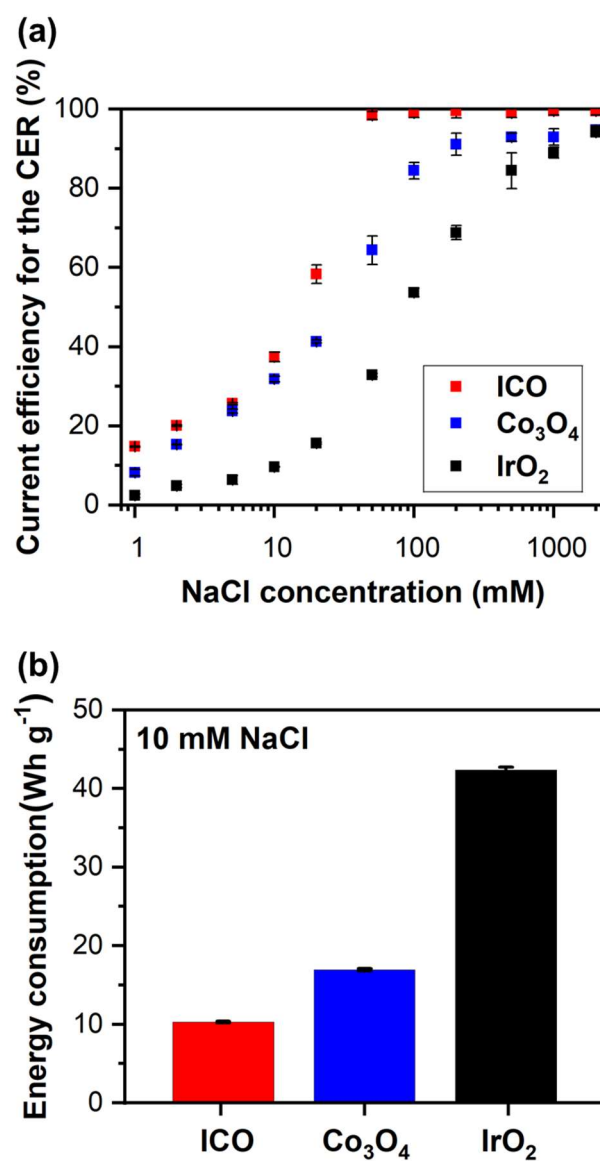 (a)
Current efficiency for the CER (%)
100
80
60
40
20
0
ICO
Co₃O₄
IrO₂
1 10 100 1000
NaCl concentration (mM)
(b)
Energy consumption(Wh g⁻¹)
50
40
30
20
10
0
10 mM NaCl
ICO Co₃O₄ IrO₂